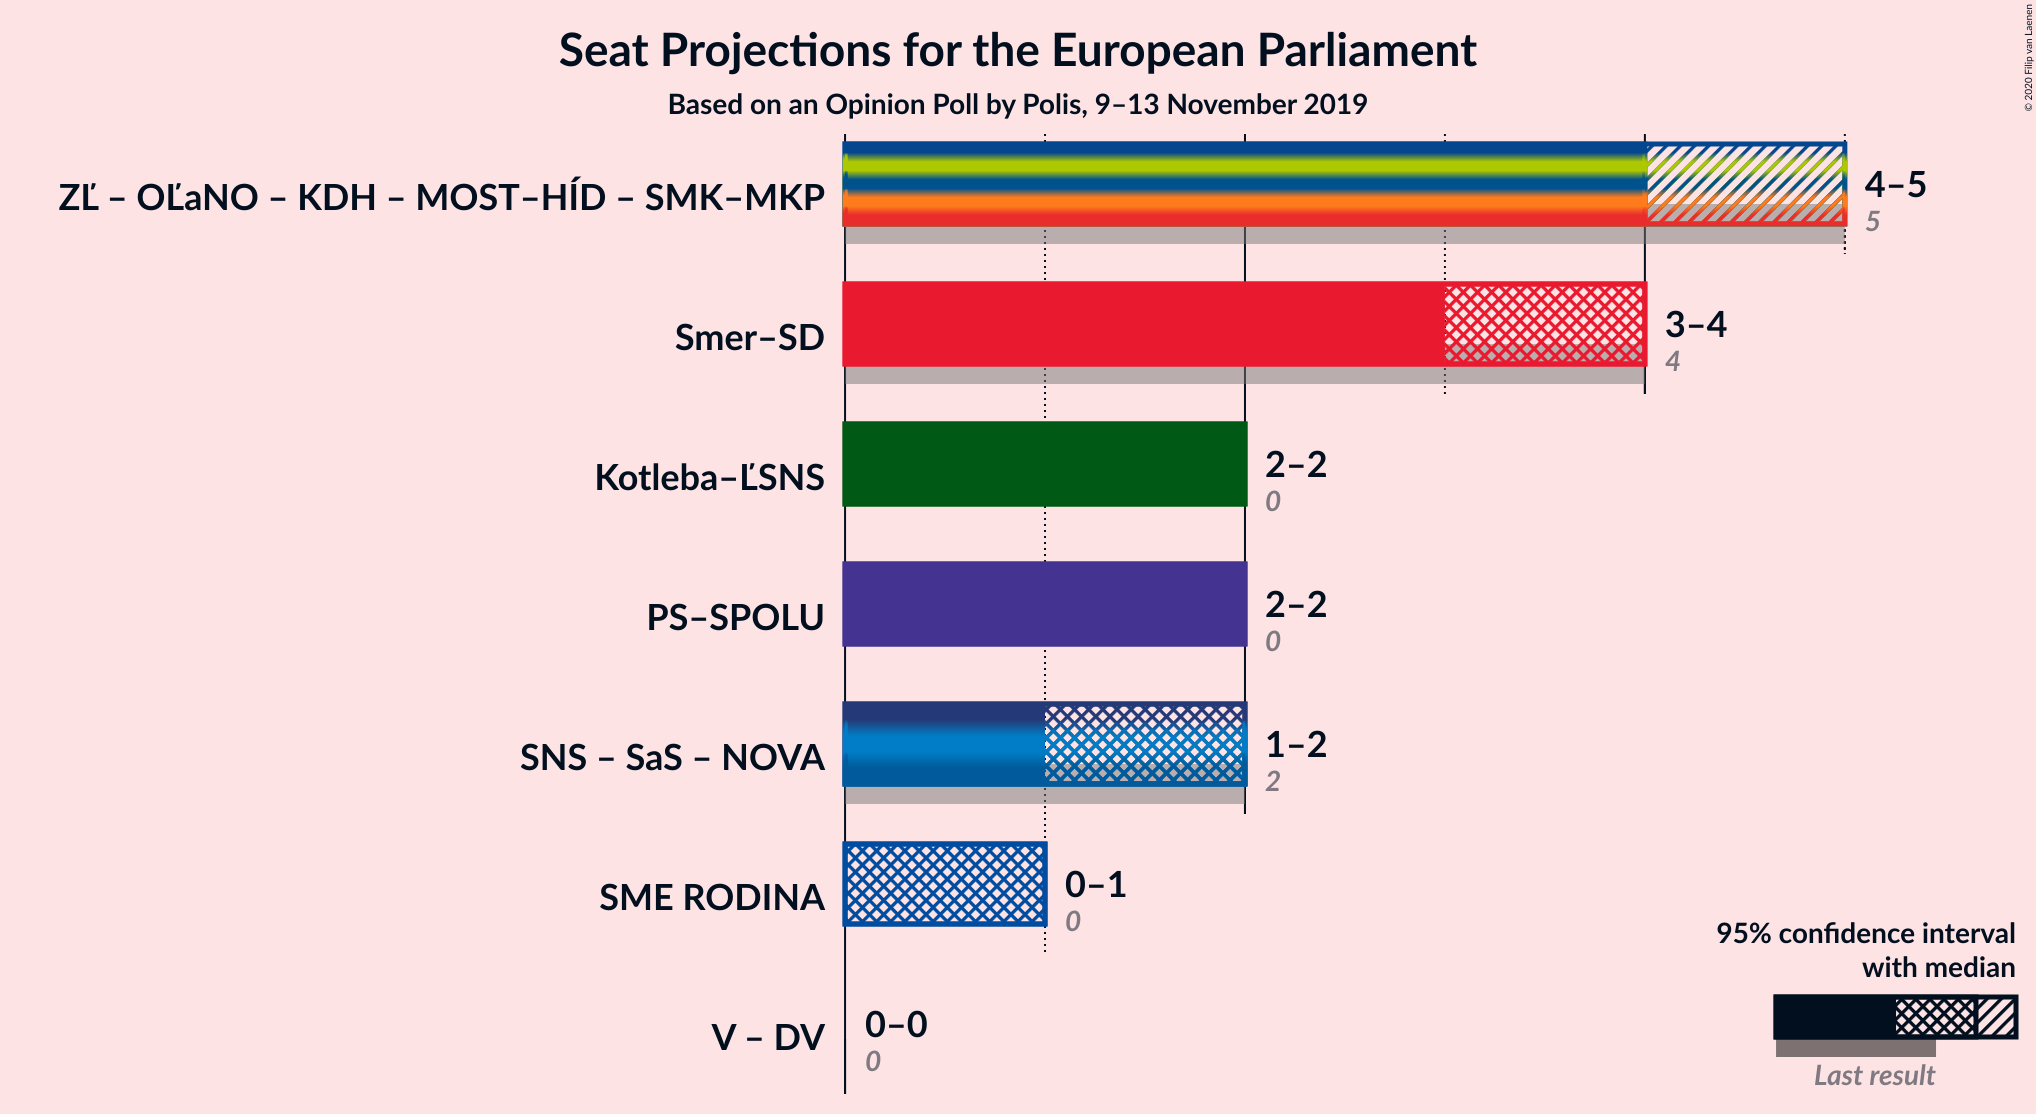 Seat Projections for the European Parliament
Based on an Opinion Poll by Polis, 9–13 November 2019
© 2020 Filip van Laenen
ZĽ – OĽaNO – KDH – MOST–HÍD – SMK–MKP
4–5
5
Smer–SD
3–4
4
Kotleba–ĽSNS
2–2
0
PS–SPOLU
2–2
0
SNS – SaS – NOVA
1–2
2
SME RODINA
0–1
0
V – DV
0–0
0
95% confidence interval
with median
Last result